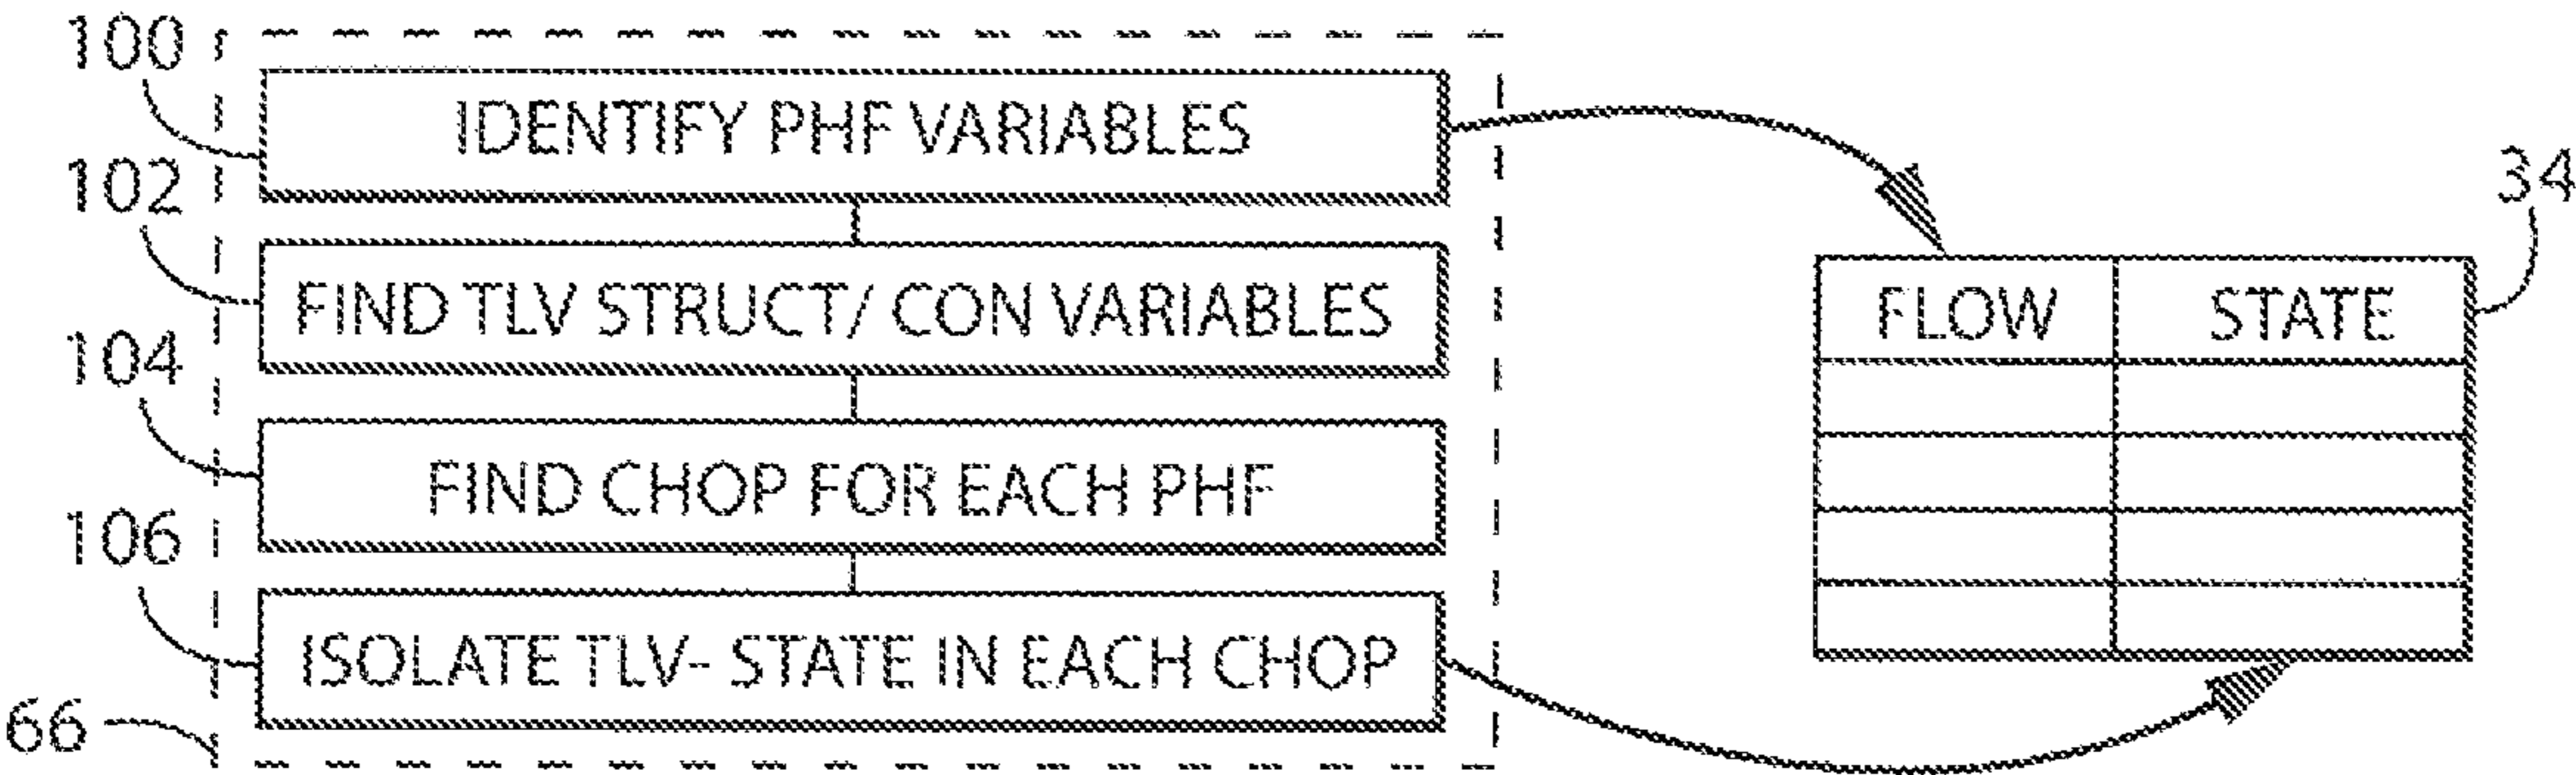 100
IDENTIFY PHF VARIABLES
102
FIND TLV STRUCT/ CON VARIABLES
104
FIND CHOP FOR EACH PHF
106
ISOLATE TLV- STATE IN EACH CHOP
66
34
FLOW STATE